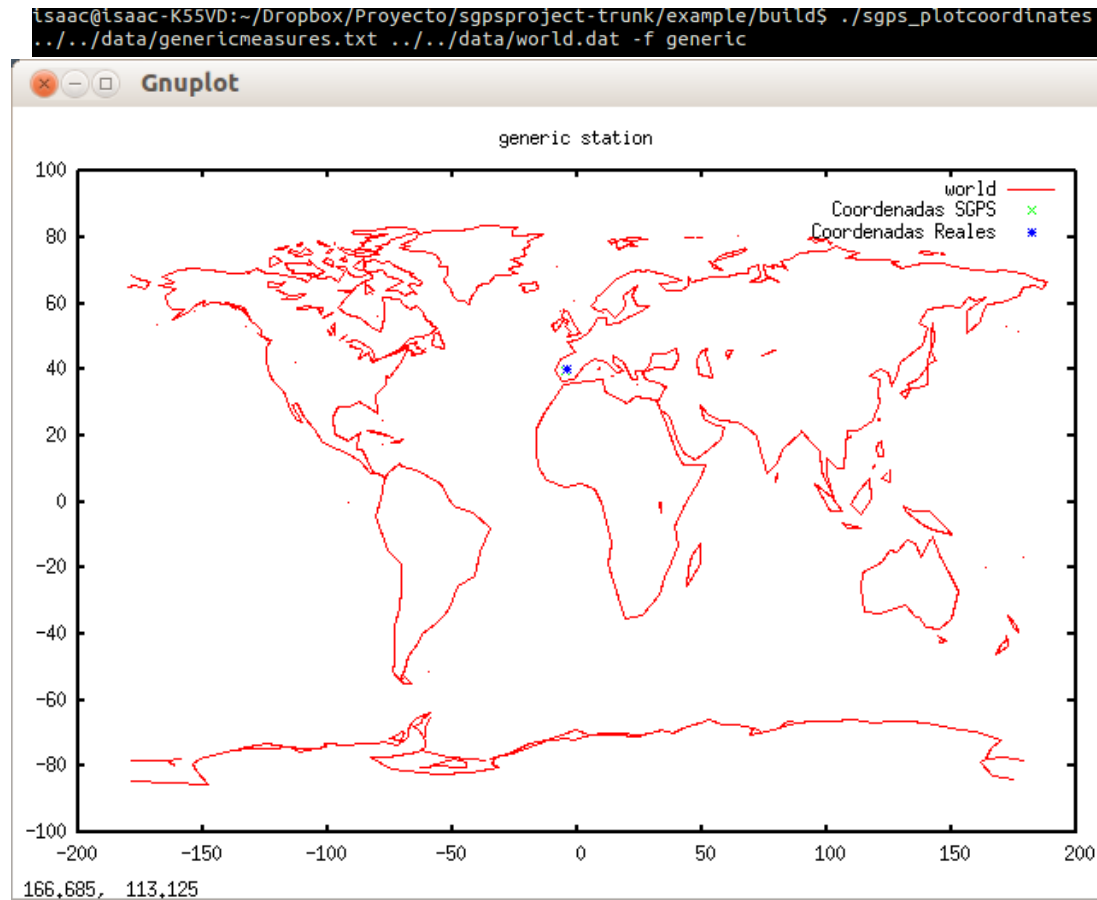 isaac@isaac-K55VD:~/Dropbox/Proyecto/sgpsproject-trunk/example/build$ ./sgps_plotcoordinates
../../data/genericmeasures.txt ../../data/world.dat -f generic
Gnuplot
generic station
world
Coordenadas SGPS
Coordenadas Reales
100
80
60
40
20
0
-20
-40
-60
-80
-100
-200 -150 -100 -50 0 50 100 150 200
166.685, 113.125